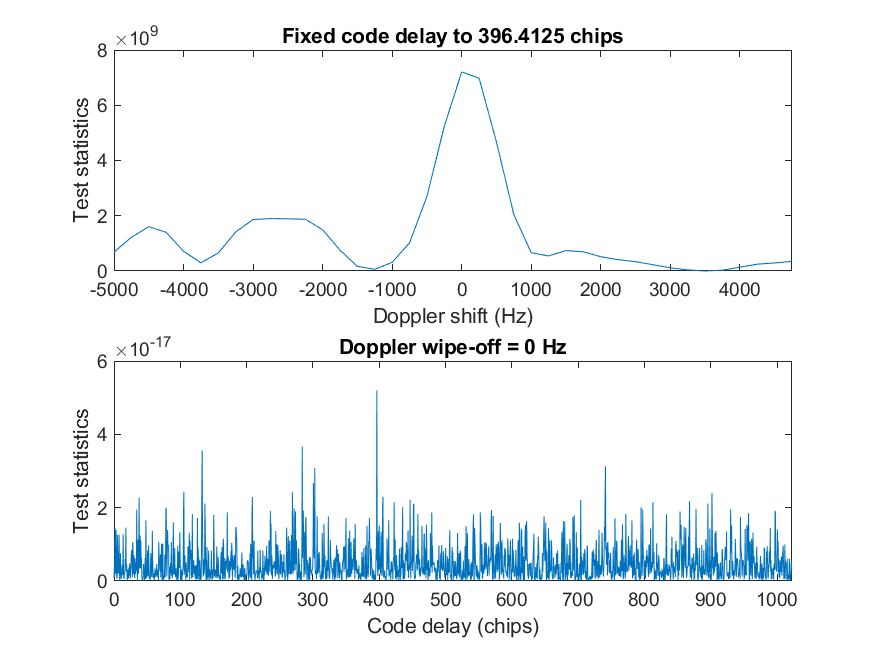 ×10^9
Fixed code delay to 396.4125 chips
8
6
4
2
0
Test statistics
-5000 -4000 -3000 -2000 -1000 0 1000 2000 3000 4000
Doppler shift (Hz)
×10^-17
Doppler wipe-off = 0 Hz
6
4
2
0
Test statistics
0 100 200 300 400 500 600 700 800 900 1000
Code delay (chips)